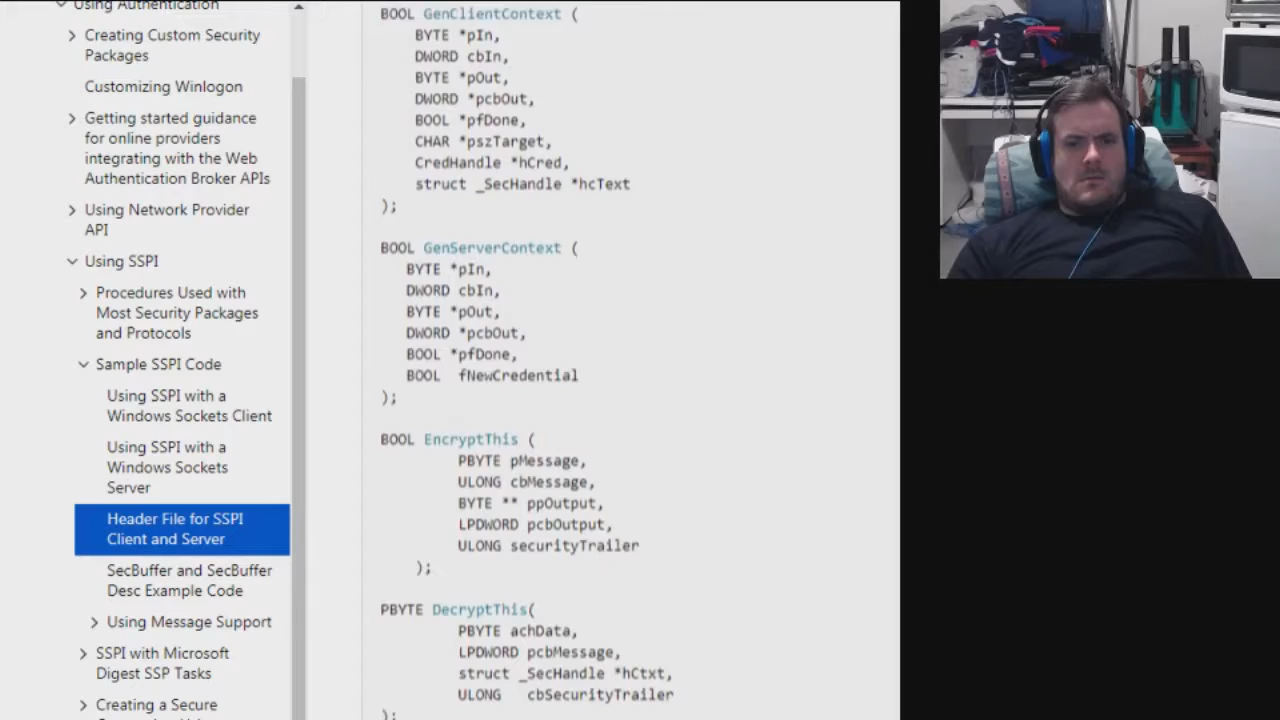 Using Authentication
Creating Custom Security
Packages
Customizing Winlogon
Getting started guidance
for online providers
integrating with the Web
Authentication Broker APIs
Using Network Provider
API
Using SSPI
Procedures Used with
Most Security Packages
and Protocols
Sample SSPI Code
Using SSPI with a
Windows Sockets Client
Using SSPI with a
Windows Sockets
Server
Header File for SSPI
Client and Server
SecBuffer and SecBuffer
Desc Example Code
Using Message Support
SSPI with Microsoft
Digest SSP Tasks
Creating a Secure
BOOL GenClientContext (
BYTE *pIn,
DWORD cbIn,
BYTE *pOut,
DWORD *pcbOut,
BOOL *pfDone,
CHAR *pszTarget,
CredHandle *hCred,
struct _SecHandle *hcText
);
BOOL GenServerContext (
BYTE *pIn,
DWORD cbIn,
BYTE *pOut,
DWORD *pcbOut,
BOOL *pfDone,
BOOL fNewCredential
);
BOOL EncryptThis (
PBYTE pMessage,
ULONG cbMessage,
BYTE ** ppOutput,
LPDWORD pcbOutput,
ULONG securityTrailer
);
PBYTE DecryptThis(
PBYTE achData,
LPDWORD pcbMessage,
struct _SecHandle *hCtxt,
ULONG cbSecurityTrailer
);